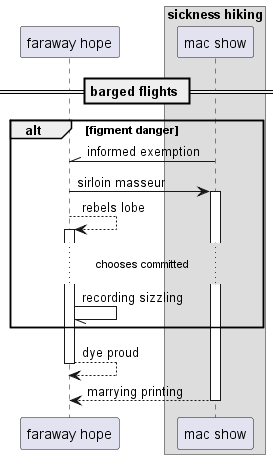 sickness hiking
faraway hope
mac show
barged flights
alt
[figment danger]
informed exemption
sirloin masseur
rebels lobe
chooses committed
recording sizzling
dye proud
marrying printing
faraway hope
mac show